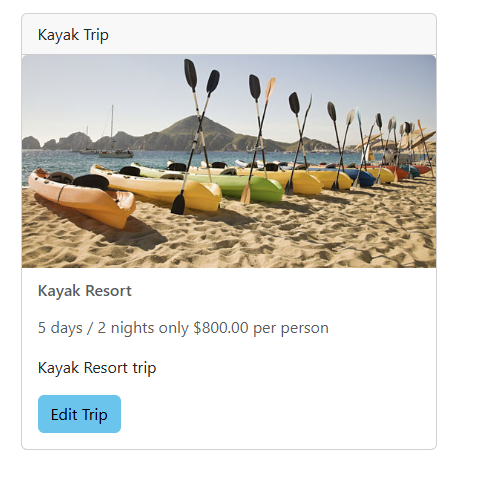 Kayak Trip
Kayak Resort
5 days / 2 nights only $800.00 per person
Kayak Resort trip
Edit Trip